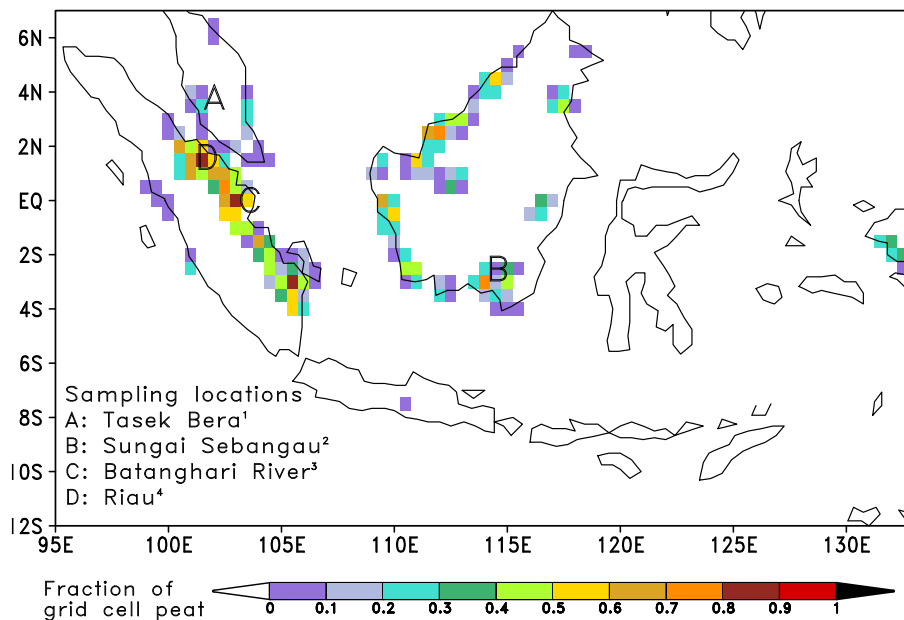 6N
4N
A
2N
D
EQ
C
2S
B
4S
6S
Sampling locations
8S
A: Tasek Bera¹
B: Sungai Sebangau²
10S
C: Batanghari River³
D: Riau⁴
12S
95E 100E 105E 110E 115E 120E 125E 130E
Fraction of
grid cell peat
0 0.1 0.2 0.3 0.4 0.5 0.6 0.7 0.8 0.9 1